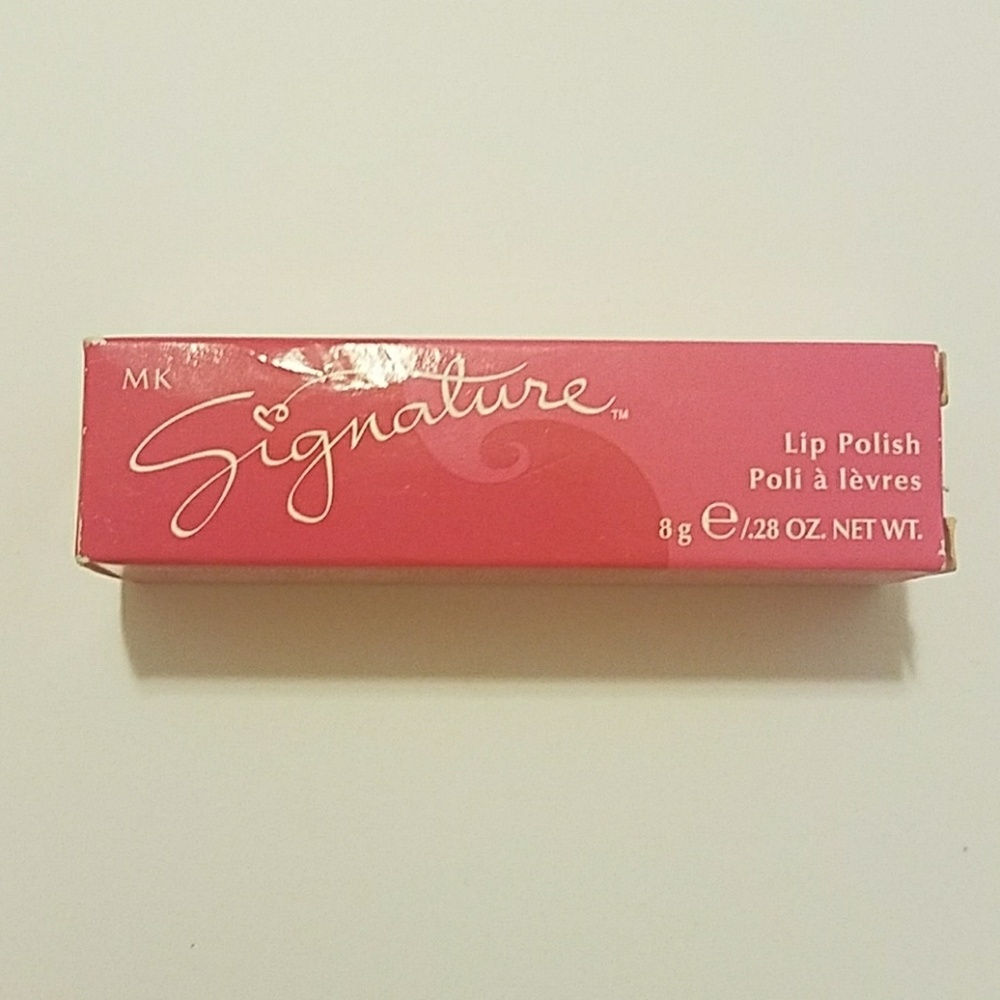 MK
Signature™
Lip Polish
Poli à lèvres
8 g ℮/.28 OZ. NET WT.